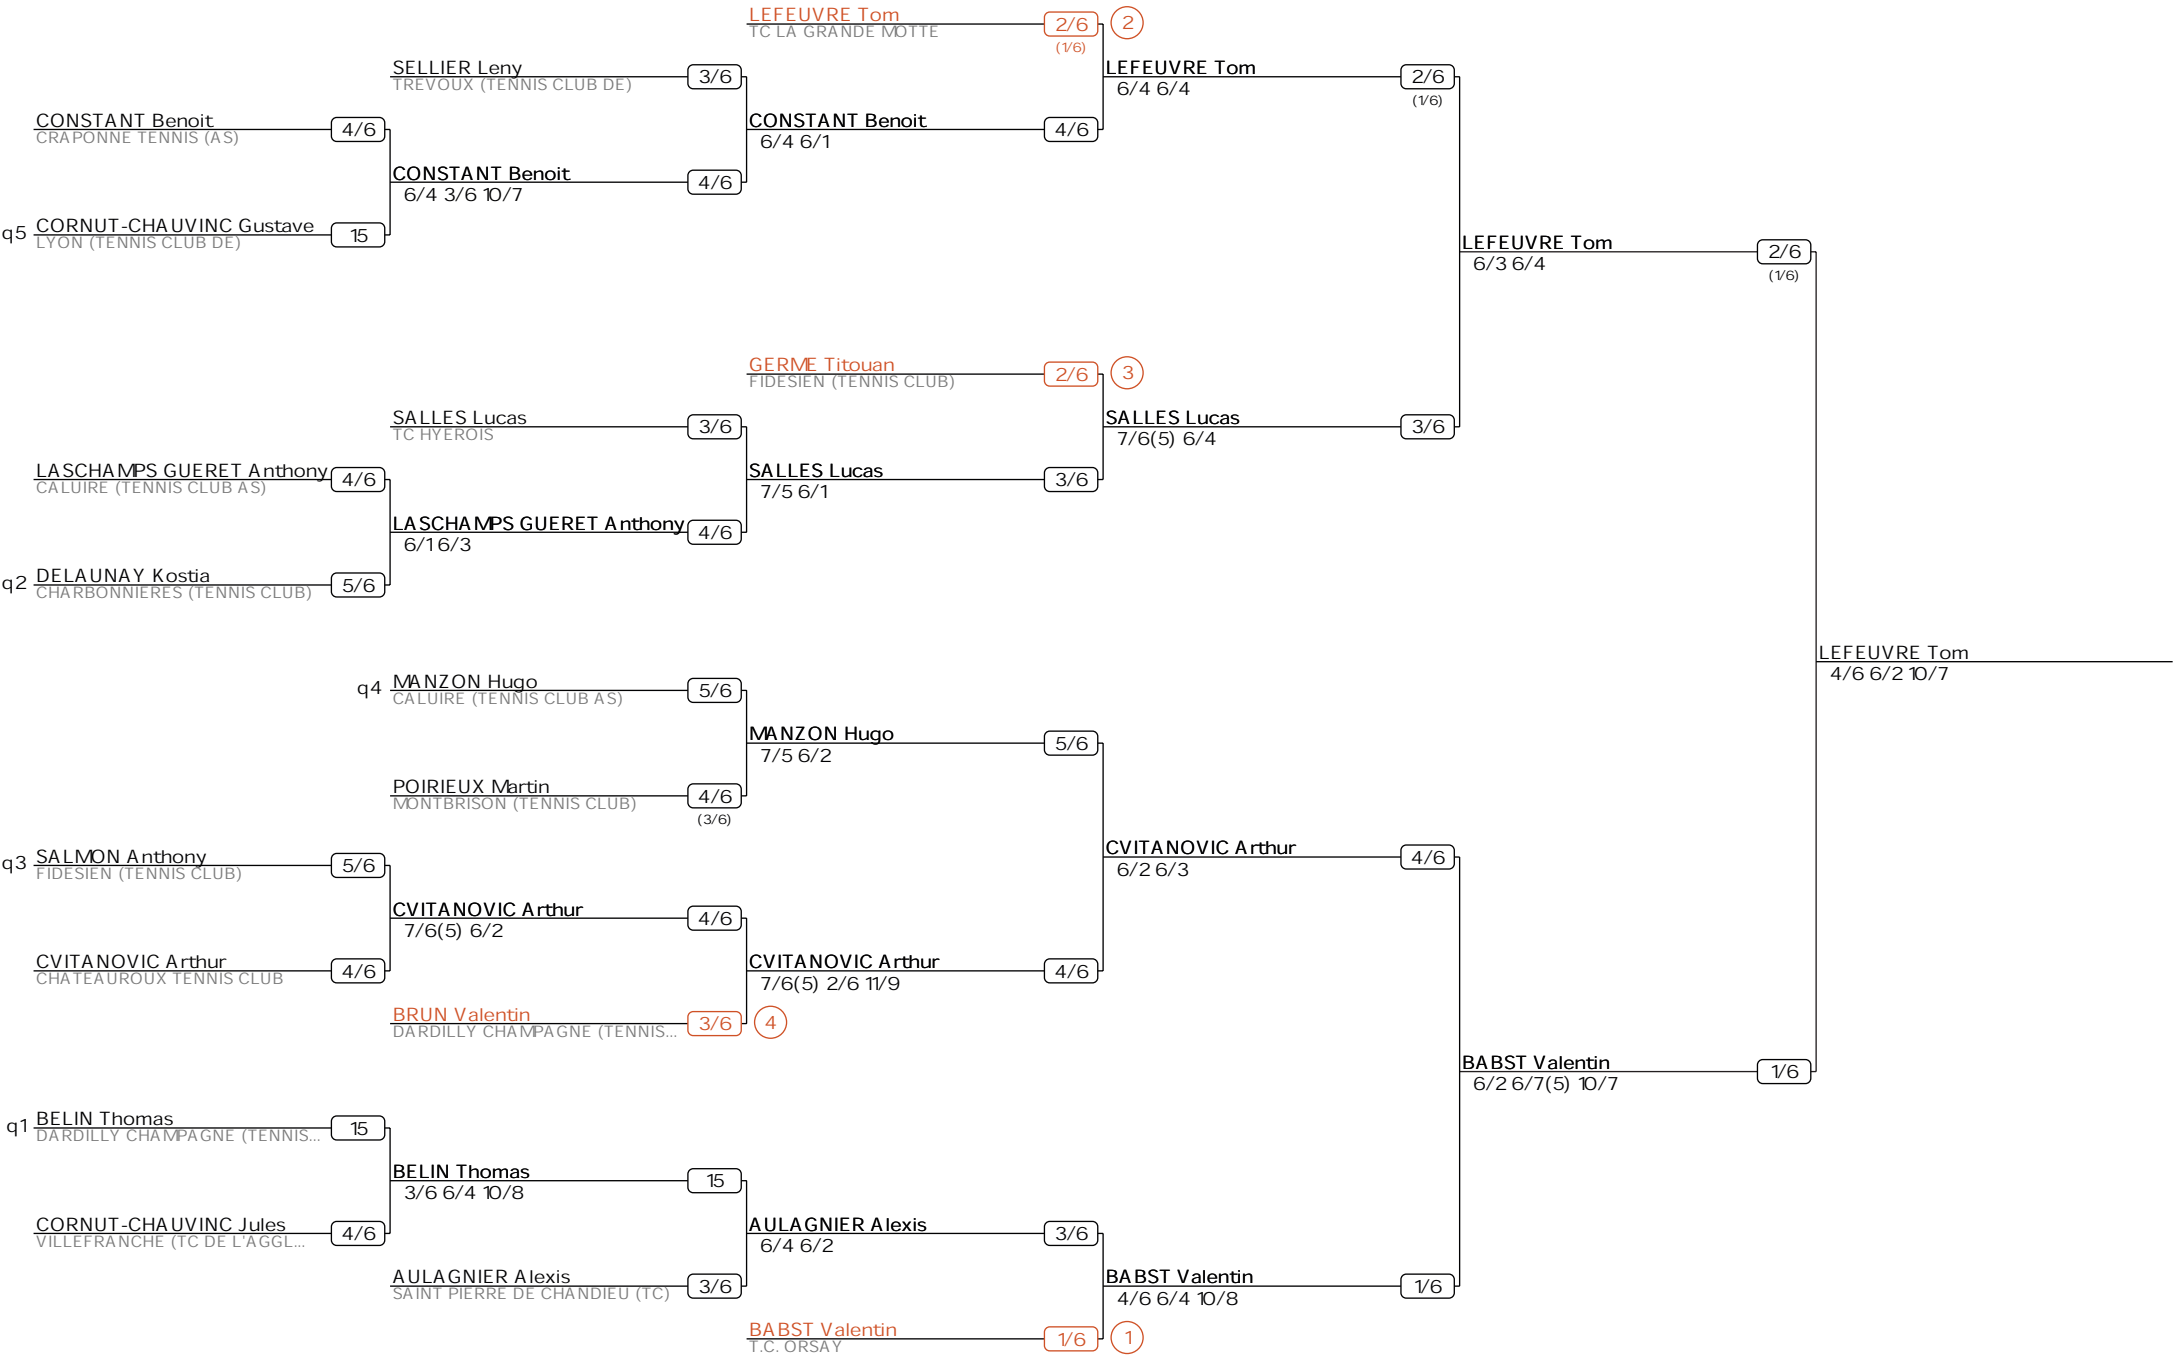 LEFEUVRE Tom 2/6 2
TC LA GRANDE MOTTE (1/6)
SELLIER Leny 3/6
TREVOUX (TENNIS CLUB DE)
LEFEUVRE Tom 2/6
6/4 6/4 (1/6)
CONSTANT Benoit 4/6
CRAPONNE TENNIS (AS)
CONSTANT Benoit 4/6
6/4 6/1
CONSTANT Benoit 4/6
6/4 3/6 10/7
q5 CORNUT-CHAUVINC Gustave 15
LYON (TENNIS CLUB DE)
LEFEUVRE Tom 2/6
6/3 6/4 (1/6)
GERME Titouan 2/6 3
FIDESIEN (TENNIS CLUB)
SALLES Lucas 3/6
TC HYEROIS
SALLES Lucas 3/6
7/6(5) 6/4
LASCHAMPS GUERET Anthony 4/6
CALUIRE (TENNIS CLUB AS)
SALLES Lucas 3/6
7/5 6/1
LASCHAMPS GUERET Anthony 4/6
6/1 6/3
q2 DELAUNAY Kostia 5/6
CHARBONNIERES (TENNIS CLUB)
LEFEUVRE Tom
4/6 6/2 10/7
q4 MANZON Hugo 5/6
CALUIRE (TENNIS CLUB AS)
MANZON Hugo 5/6
7/5 6/2
POIRIEUX Martin 4/6
MONTBRISON (TENNIS CLUB) (3/6)
CVITANOVIC Arthur 4/6
6/2 6/3
q3 SALMON Anthony 5/6
FIDESIEN (TENNIS CLUB)
CVITANOVIC Arthur 4/6
7/6(5) 6/2
CVITANOVIC Arthur 4/6
CHATEAUROUX TENNIS CLUB
CVITANOVIC Arthur 4/6
7/6(5) 2/6 11/9
BRUN Valentin 3/6 4
DARDILLY CHAMPAGNE (TENNIS...
BABST Valentin 1/6
6/2 6/7(5) 10/7
q1 BELIN Thomas 15
DARDILLY CHAMPAGNE (TENNIS...
BELIN Thomas 15
3/6 6/4 10/8
CORNUT-CHAUVINC Jules 4/6
VILLEFRANCHE (TC DE L'AGGL...
AULAGNIER Alexis 3/6
6/4 6/2
AULAGNIER Alexis 3/6
SAINT PIERRE DE CHANDIEU (TC)
BABST Valentin 1/6
4/6 6/4 10/8
BABST Valentin 1/6 1
T.C. ORSAY